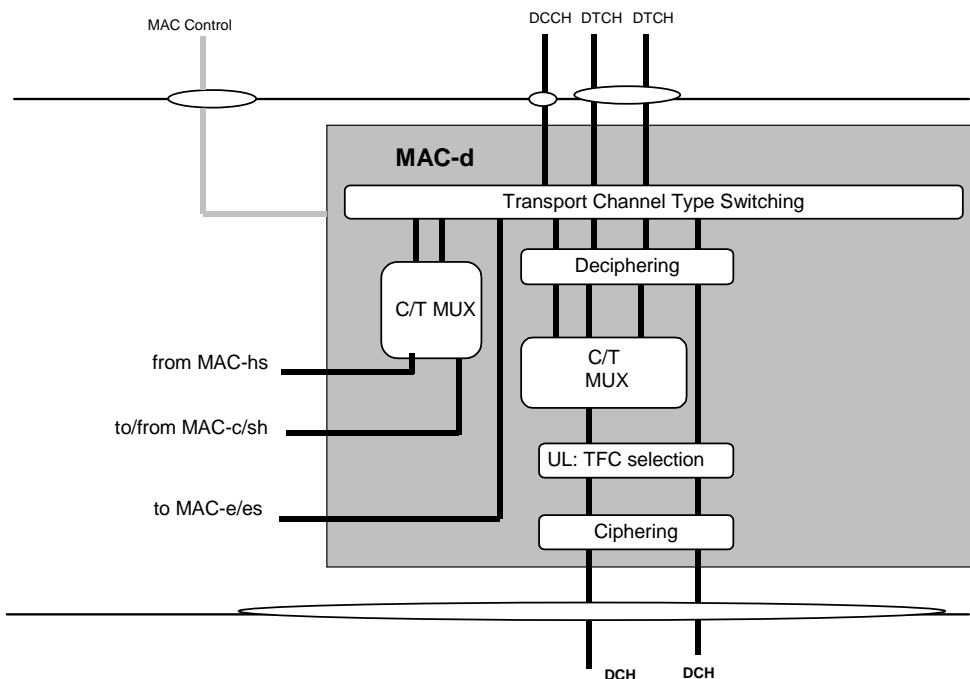 MAC Control
DCCH DTCH DTCH
MAC-d
Transport Channel Type Switching
Deciphering
C/T MUX
from MAC-hs
C/T
MUX
to/from MAC-c/sh
UL: TFC selection
to MAC-e/es
Ciphering
DCH DCH